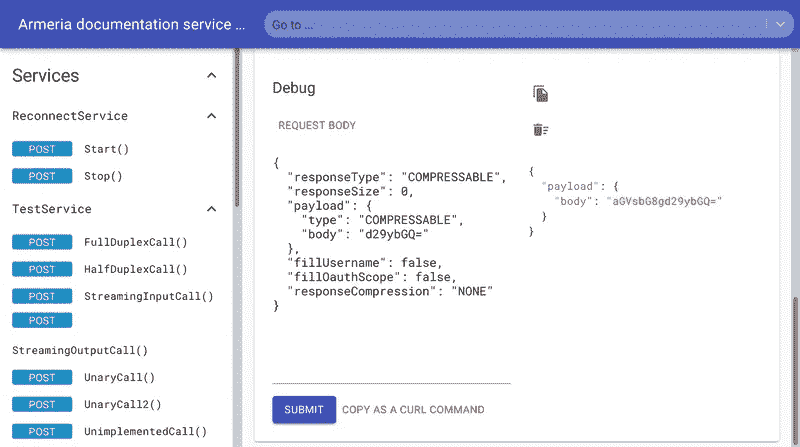 Armeria documentation service ...
Go to ...
Services
ReconnectService
POST Start()
POST Stop()
TestService
POST FullDuplexCall()
POST HalfDuplexCall()
POST StreamingInputCall()
POST
StreamingOutputCall()
POST UnaryCall()
POST UnaryCall2()
POST UnimplementedCall()
Debug
REQUEST BODY
{
"responseType": "COMPRESSABLE",
"responseSize": 0,
"payload": {
"type": "COMPRESSABLE",
"body": "d29ybGQ="
},
"fillUsername": false,
"fillOauthScope": false,
"responseCompression": "NONE"
}
SUBMIT COPY AS A CURL COMMAND
{
"payload": {
"body": "aGVsbG8gd29ybGQ="
}
}